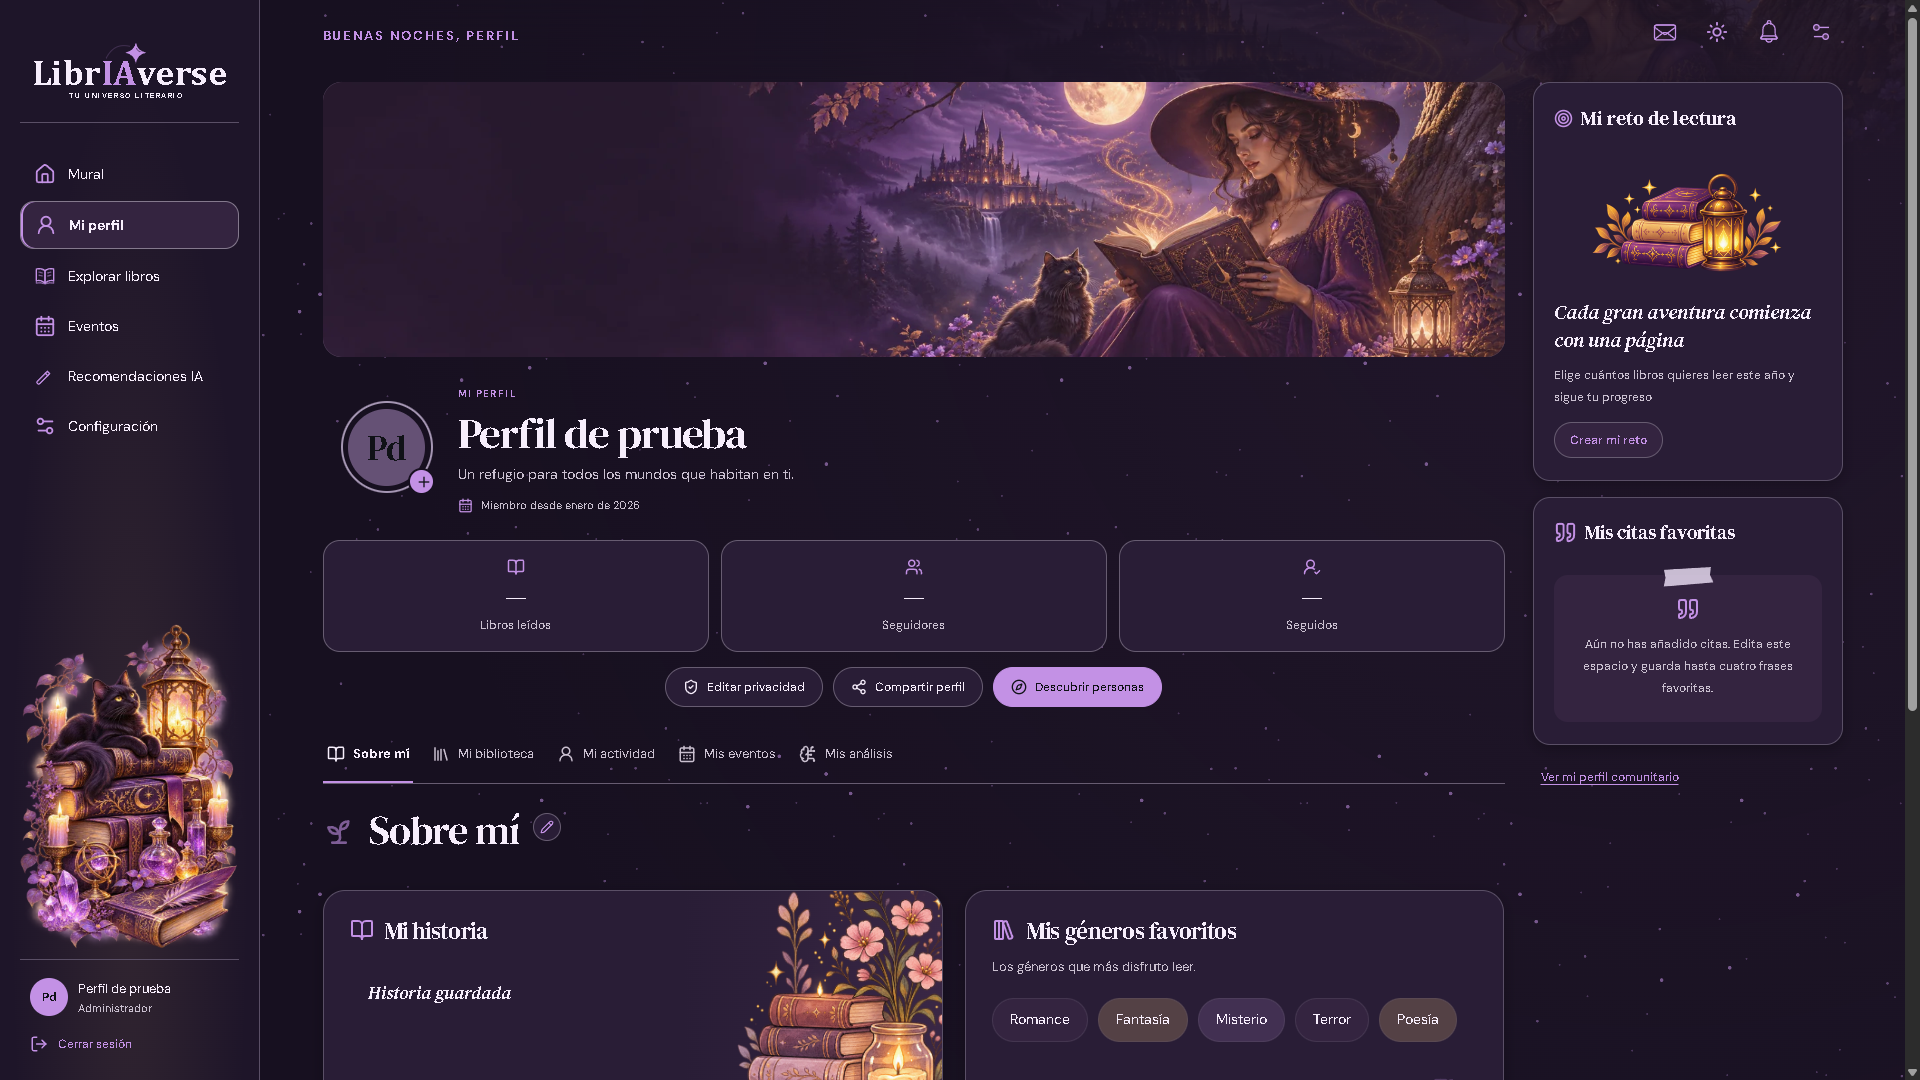 LibrIAverse
TU UNIVERSO LITERARIO
Mural
Mi perfil
Explorar libros
Eventos
Recomendaciones IA
Configuración
Pd
Perfil de prueba
Administrador
Cerrar sesión
BUENAS NOCHES, PERFIL
MI PERFIL
Pd
Perfil de prueba
Un refugio para todos los mundos que habitan en ti.
Miembro desde enero de 2026
—
Libros leídos
—
Seguidores
—
Seguidos
Editar privacidad
Compartir perfil
Descubrir personas
Sobre mí
Mi biblioteca
Mi actividad
Mis eventos
Mis análisis
Sobre mí
Mi historia
Historia guardada
Mis géneros favoritos
Los géneros que más disfruto leer.
Romance
Fantasía
Misterio
Terror
Poesía
Mi reto de lectura
Cada gran aventura comienza
con una página
Elige cuántos libros quieres leer este año y
sigue tu progreso
Crear mi reto
Mis citas favoritas
Aún no has añadido citas. Edita este
espacio y guarda hasta cuatro frases
favoritas.
Ver mi perfil comunitario